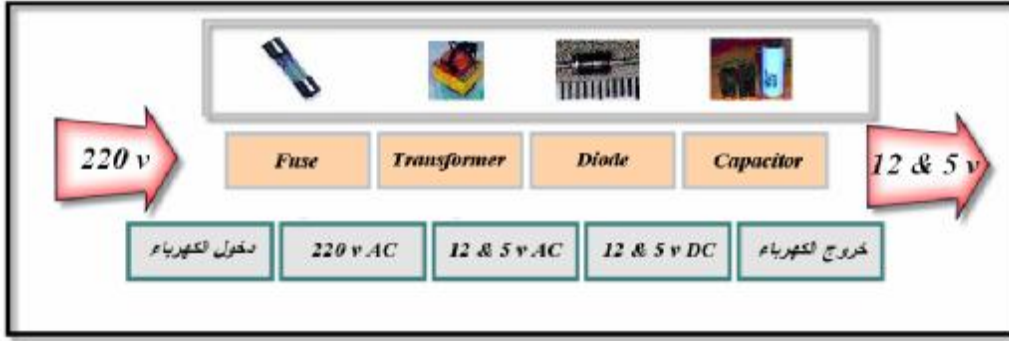 220 v
Fuse
Transformer
Diode
Capacitor
12 & 5 v
دخول الكهرباء
220 v AC
12 & 5 v AC
12 & 5 v DC
خروج الكهرباء